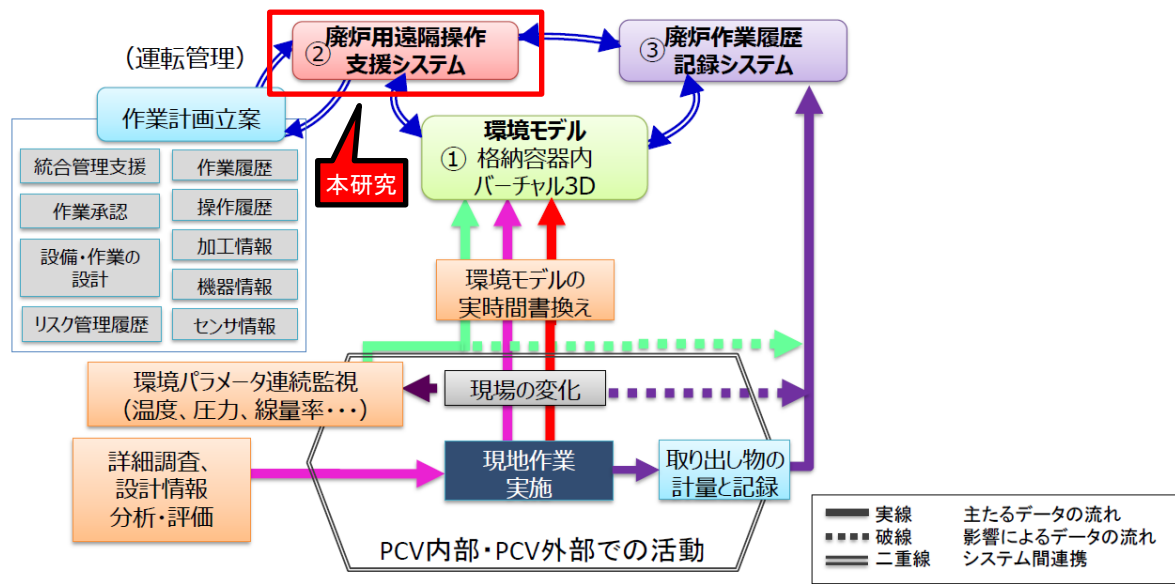 (運転管理)
②
廃炉用遠隔操作
支援システム
③
廃炉作業履歴
記録システム
作業計画立案
統合管理支援
作業承認
設備・作業の
設計
リスク管理履歴
作業履歴
操作履歴
加工情報
機器情報
センサ情報
本研究
環境モデル
① 格納容器内
バーチャル3D
環境モデルの
実時間書換え
環境パラメータ連続監視
(温度、圧力、線量率・・・)
現場の変化
詳細調査、
設計情報
分析・評価
現地作業
実施
取り出し物の
計量と記録
PCV内部・PCV外部での活動
実線 主たるデータの流れ
破線 影響によるデータの流れ
二重線 システム間連携